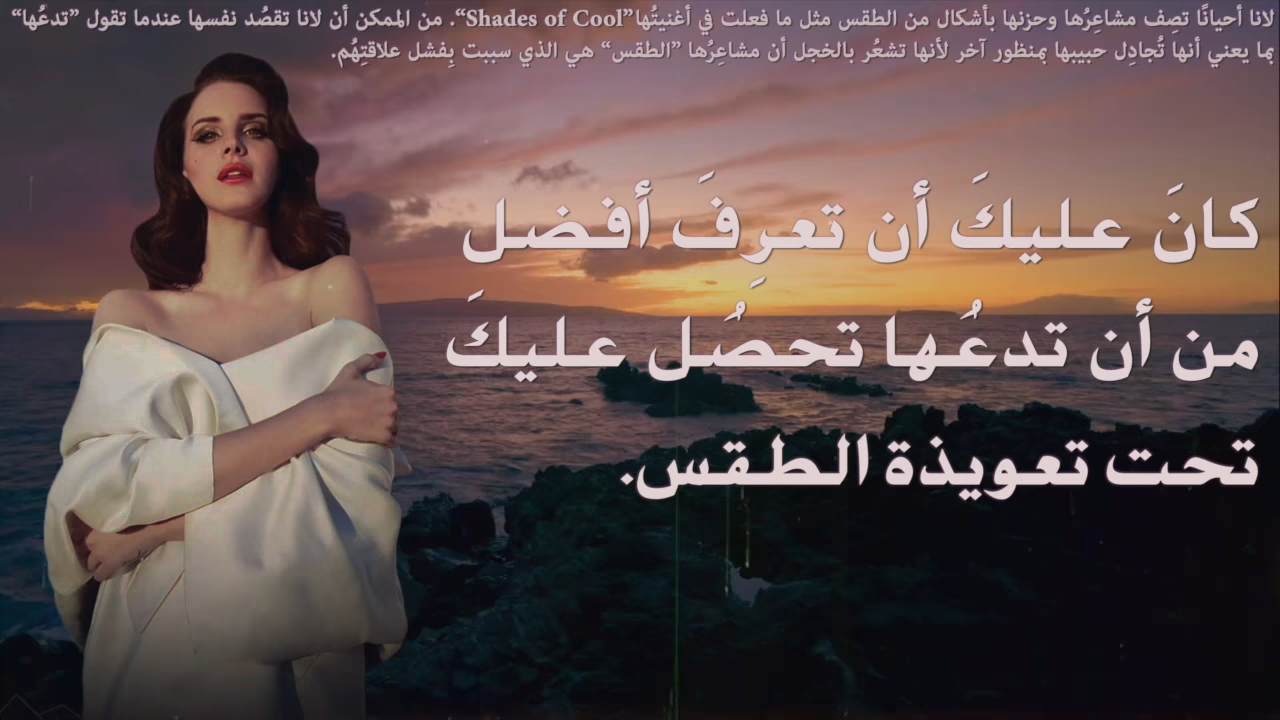 لانا أحيانًا تصِف مشاعِرُها وحزنها بأشكال من الطقس مثل ما فعلت في أغنيتُها”Shades of Cool“. من الممكن أن لانا تقصُد نفسها عندما تقول ”تدعُها“
بِما يعني أنها تُجادِل حبيبها بمنظور آخر لأنها تشعُر بالخجل أن مشاعِرُها ”الطقس“ هي الذي سببت بِفشل علاقتِهُم.
كانَ عليكَ أن تعرِفَ أفضل
من أن تدعُها تحصُل عليكَ
تحت تعويذة الطقس.